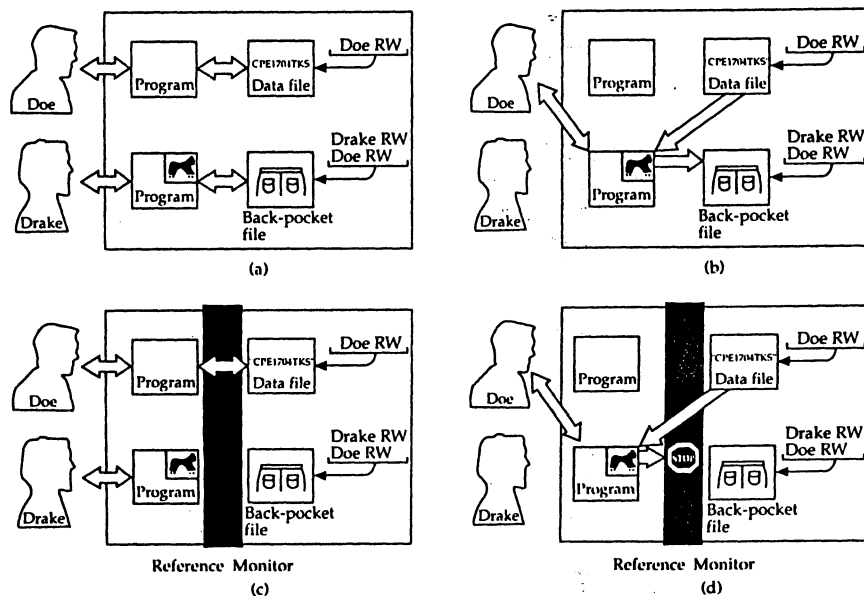 Doe RW
CPE1704TKS
Program
Data file
Doe
Drake RW
Doe RW
Program
Drake
Back-pocket
file
(a)
Doe RW
CPE1704TKS
Program
Data file
Doe
Drake RW
Doe RW
Program
Drake
Back-pocket
file
(b)
Doe RW
"CPE1704TKS"
Program
Data file
Doe
Drake RW
Doe RW
Program
Drake
Back-pocket
file
Reference Monitor
(c)
Doe RW
"CPE1704TKS"
Program
Data file
Doe
Drake RW
Doe RW
STOP
Program
Drake
Back-pocket
file
Reference Monitor
(d)